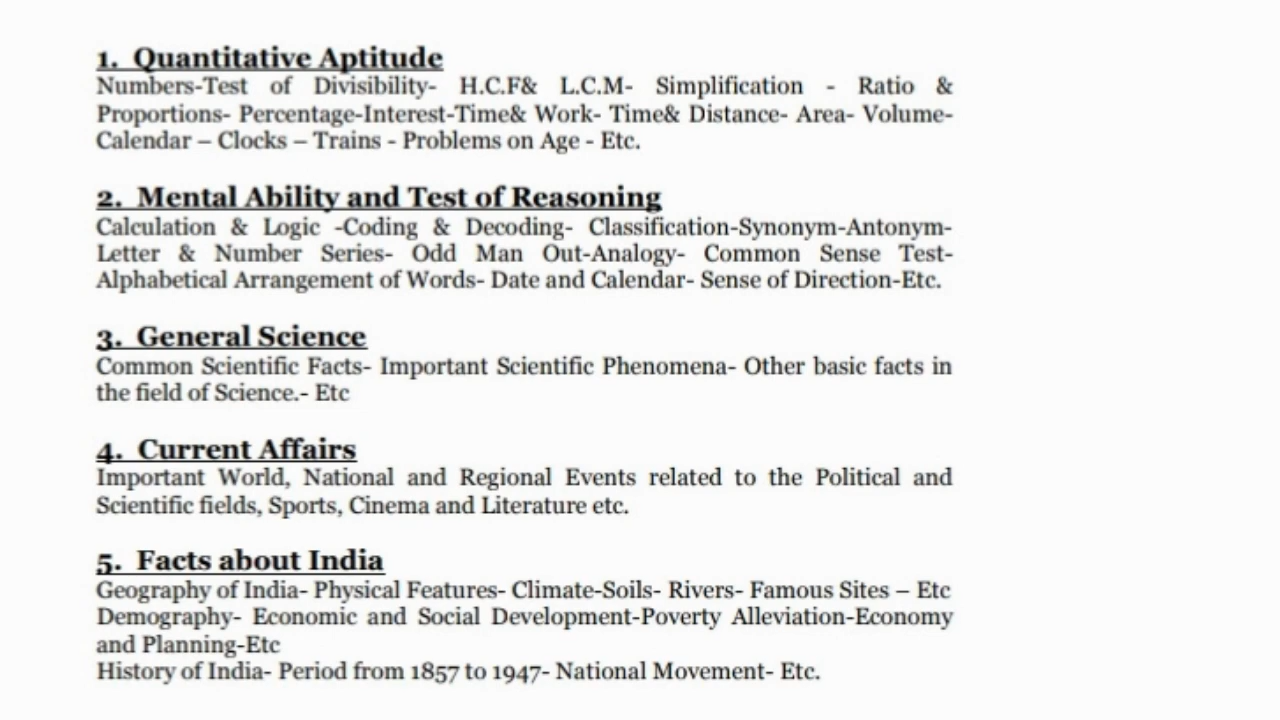 1. Quantitative Aptitude
Numbers-Test of Divisibility- H.C.F& L.C.M- Simplification - Ratio &
Proportions- Percentage-Interest-Time& Work- Time& Distance- Area- Volume-
Calendar – Clocks – Trains - Problems on Age - Etc.
2. Mental Ability and Test of Reasoning
Calculation & Logic -Coding & Decoding- Classification-Synonym-Antonym-
Letter & Number Series- Odd Man Out-Analogy- Common Sense Test-
Alphabetical Arrangement of Words- Date and Calendar- Sense of Direction-Etc.
3. General Science
Common Scientific Facts- Important Scientific Phenomena- Other basic facts in
the field of Science.- Etc
4. Current Affairs
Important World, National and Regional Events related to the Political and
Scientific fields, Sports, Cinema and Literature etc.
5. Facts about India
Geography of India- Physical Features- Climate-Soils- Rivers- Famous Sites – Etc
Demography- Economic and Social Development-Poverty Alleviation-Economy
and Planning-Etc
History of India- Period from 1857 to 1947- National Movement- Etc.